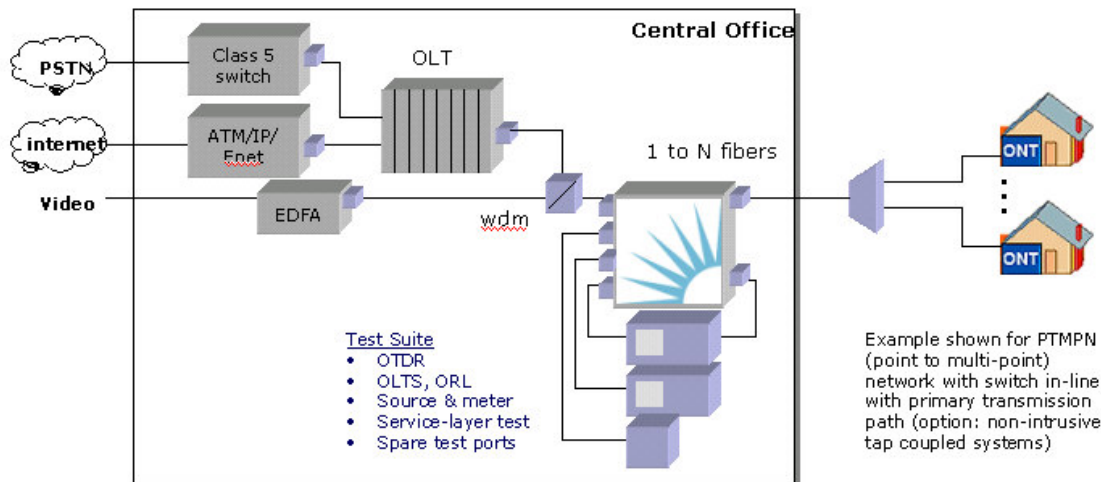 Central Office
PSTN
Class 5
switch
OLT
internet
ATM/IP/
Enet
1 to N fibers
ONT
Video
EDFA
wdm
ONT
Test Suite
• OTDR
• OLTS, ORL
• Source & meter
• Service-layer test
• Spare test ports
Example shown for PTMPN
(point to multi-point)
network with switch in-line
with primary transmission
path (option: non-intrusive
tap coupled systems)